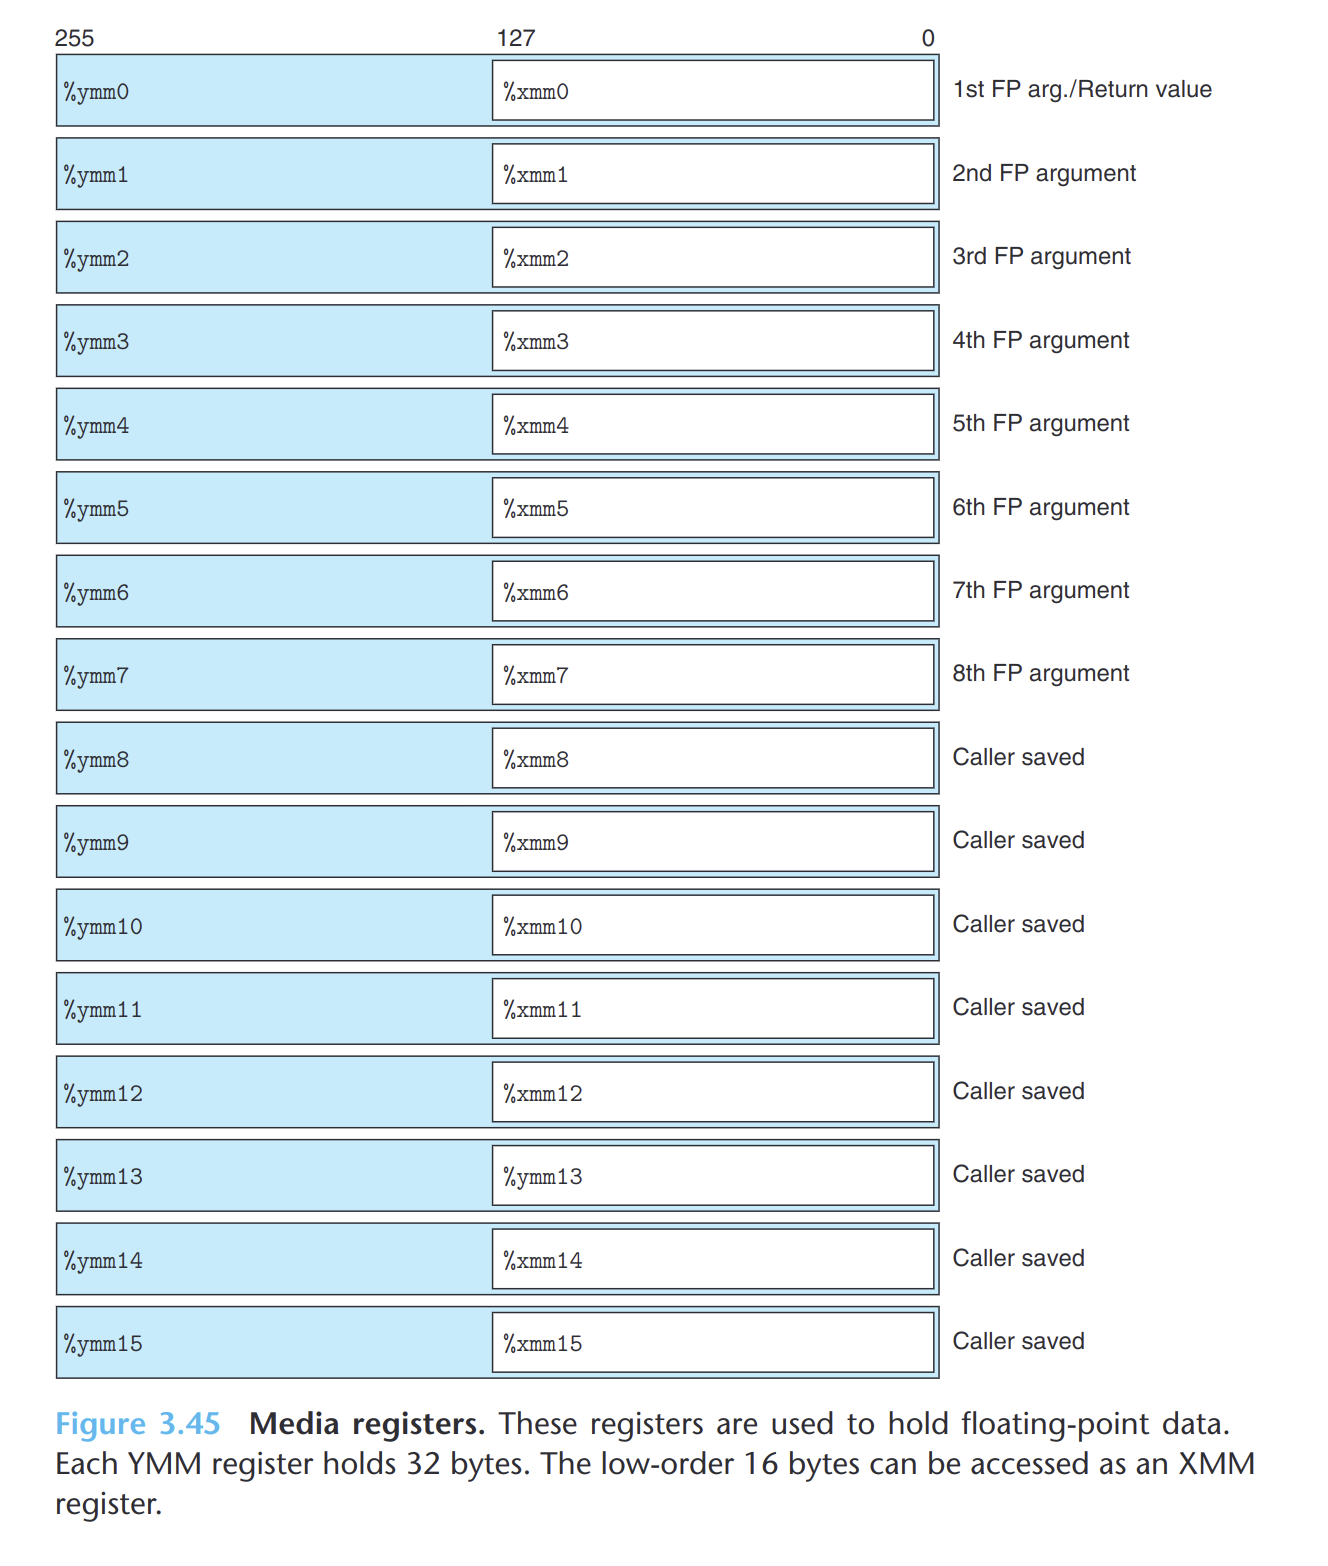 255 127 0
%ymm0 %xmm0 1st FP arg./Return value
%ymm1 %xmm1 2nd FP argument
%ymm2 %xmm2 3rd FP argument
%ymm3 %xmm3 4th FP argument
%ymm4 %xmm4 5th FP argument
%ymm5 %xmm5 6th FP argument
%ymm6 %xmm6 7th FP argument
%ymm7 %xmm7 8th FP argument
%ymm8 %xmm8 Caller saved
%ymm9 %xmm9 Caller saved
%ymm10 %xmm10 Caller saved
%ymm11 %xmm11 Caller saved
%ymm12 %xmm12 Caller saved
%ymm13 %ymm13 Caller saved
%ymm14 %xmm14 Caller saved
%ymm15 %xmm15 Caller saved
Figure 3.45 Media registers. These registers are used to hold floating-point data.
Each YMM register holds 32 bytes. The low-order 16 bytes can be accessed as an XMM
register.